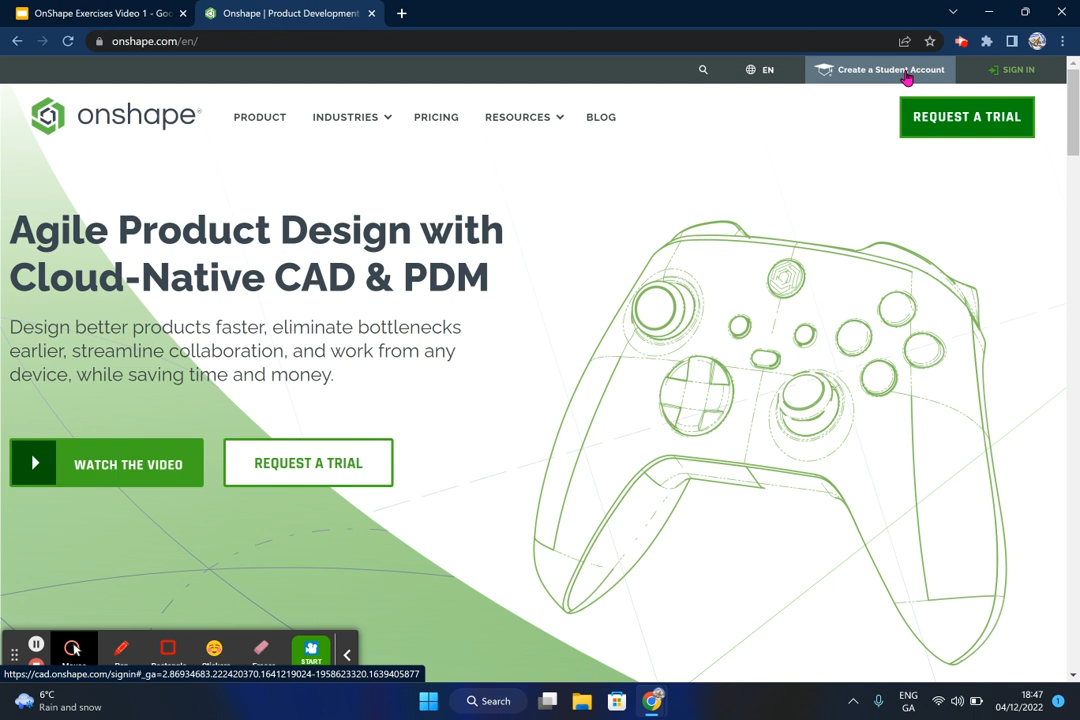 OnShape Exercises Video 1 - Goo
Onshape | Product Development
onshape.com/en/
EN
Create a Student Account
SIGN IN
onshape®
PRODUCT
INDUSTRIES
PRICING
RESOURCES
BLOG
REQUEST A TRIAL
Agile Product Design with
Cloud-Native CAD & PDM
Design better products faster, eliminate bottlenecks
earlier, streamline collaboration, and work from any
device, while saving time and money.
WATCH THE VIDEO
REQUEST A TRIAL
START
https://cad.onshape.com/signin#_ga=2.86934683.222420370.1641219024-1958623320.1639405877
6°C
Rain and snow
Search
ENG
GA
18:47
04/12/2022
1